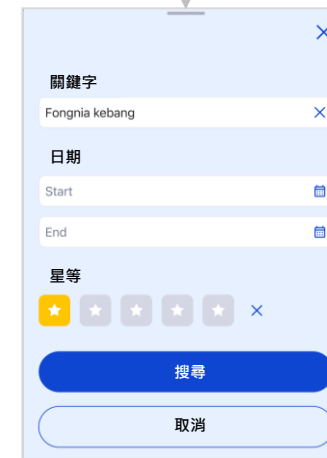 關鍵字
Fongnia kebang
日期
Start
End
星等
搜尋
取消